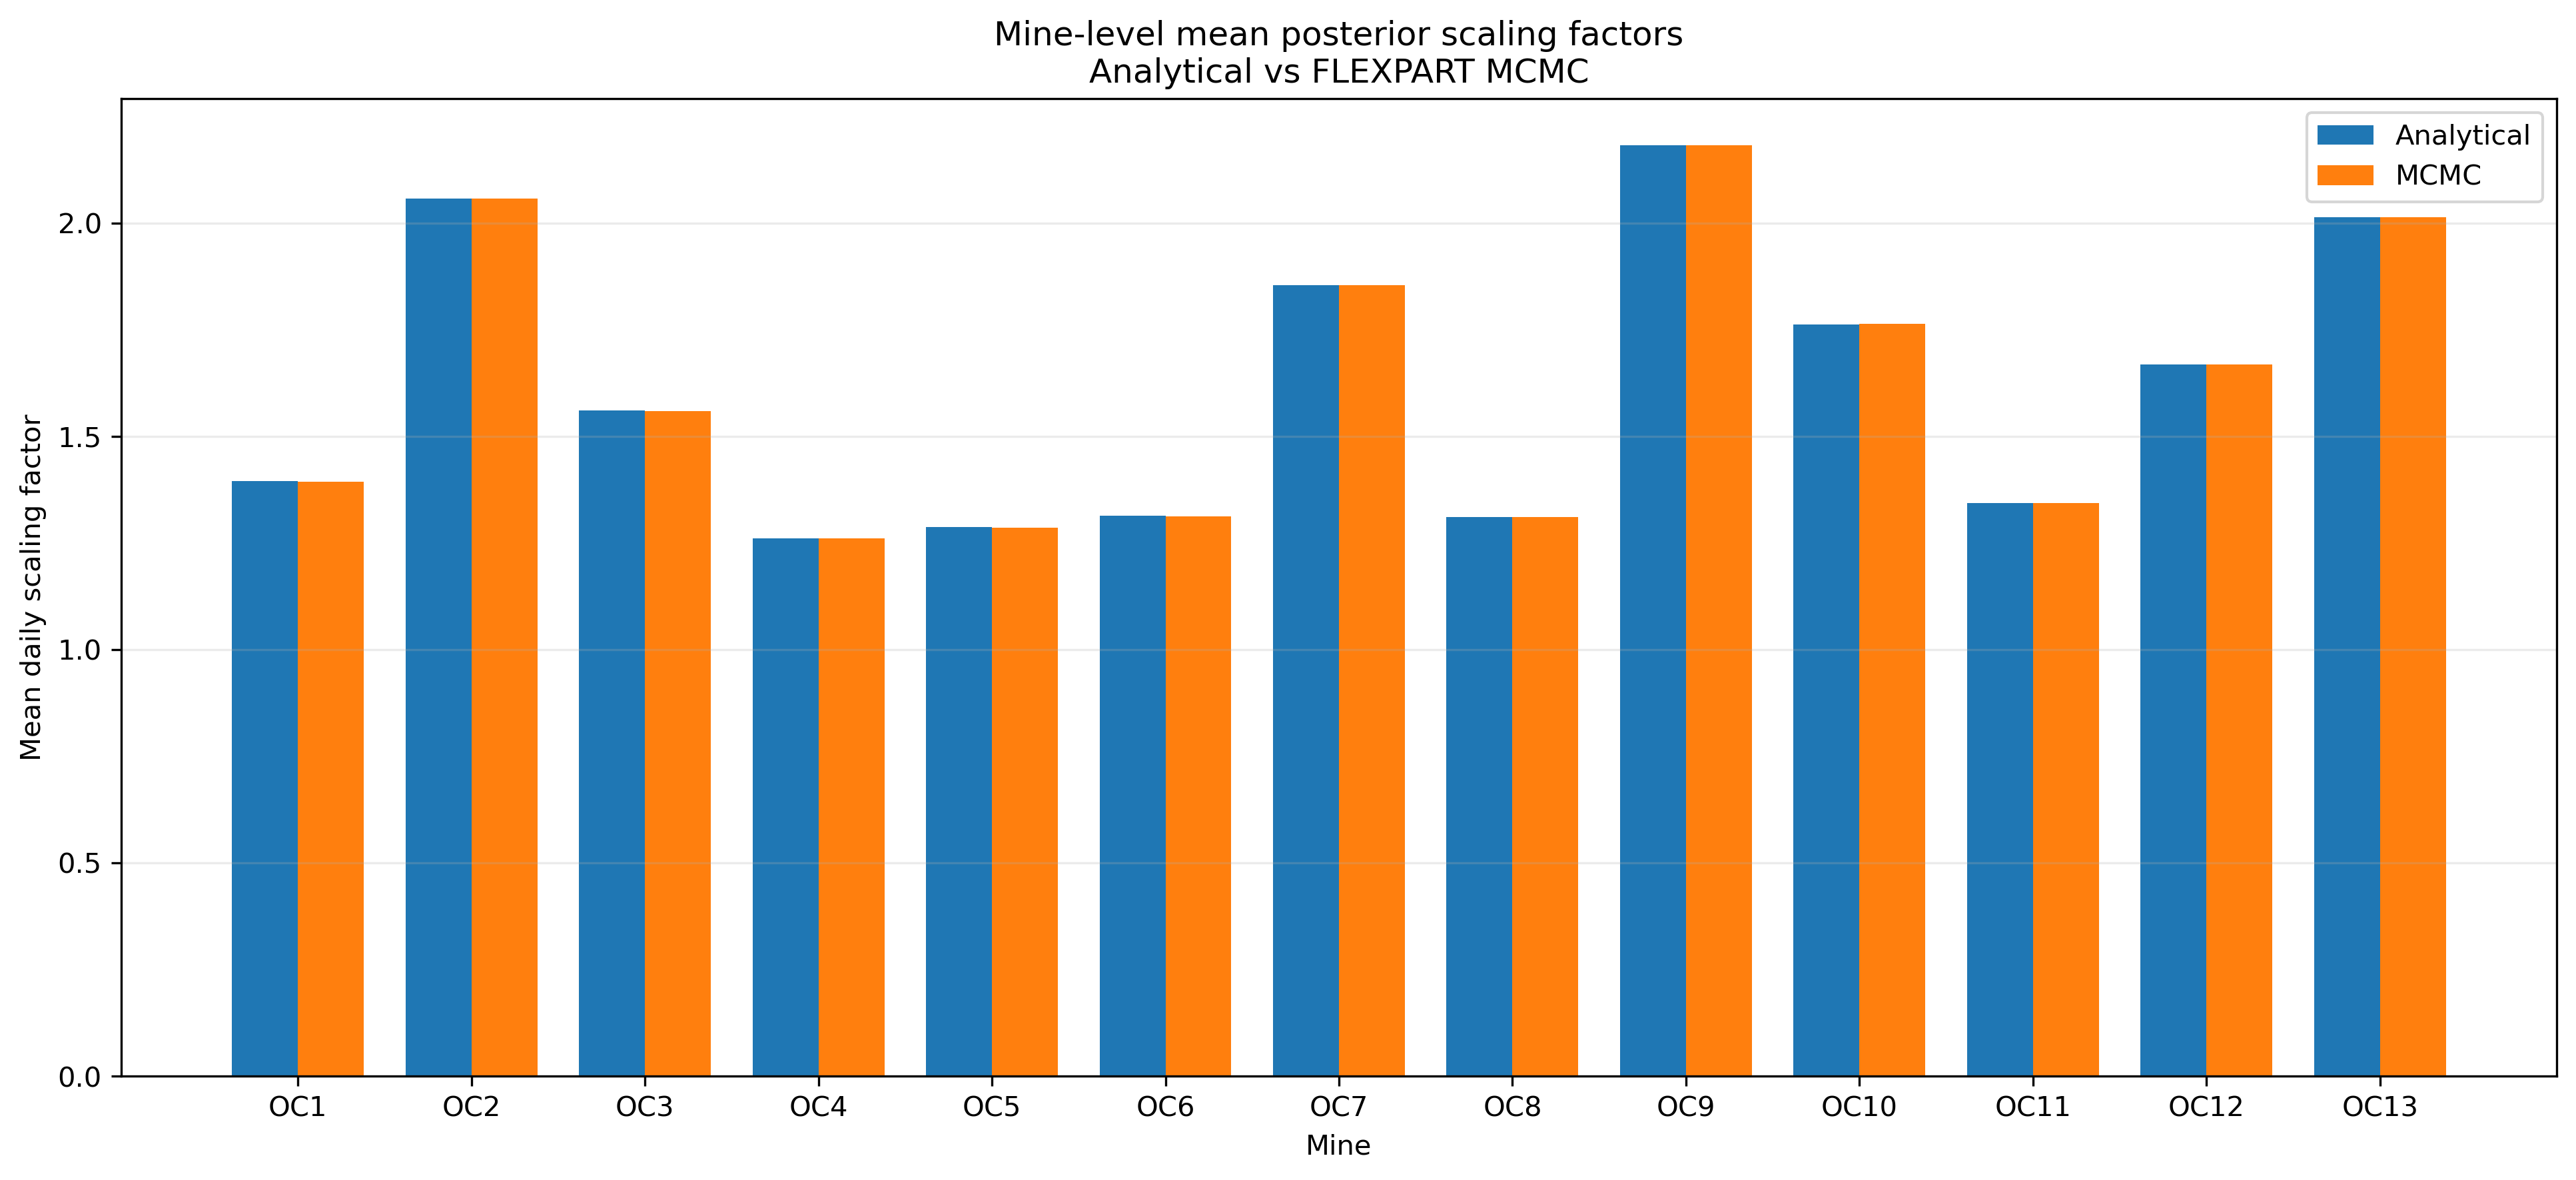 Mine-level mean posterior scaling factors
Analytical vs FLEXPART MCMC
Analytical
MCMC
Mean daily scaling factor
2.0
1.5
1.0
0.5
0.0
OC1 OC2 OC3 OC4 OC5 OC6 OC7 OC8 OC9 OC10 OC11 OC12 OC13
Mine